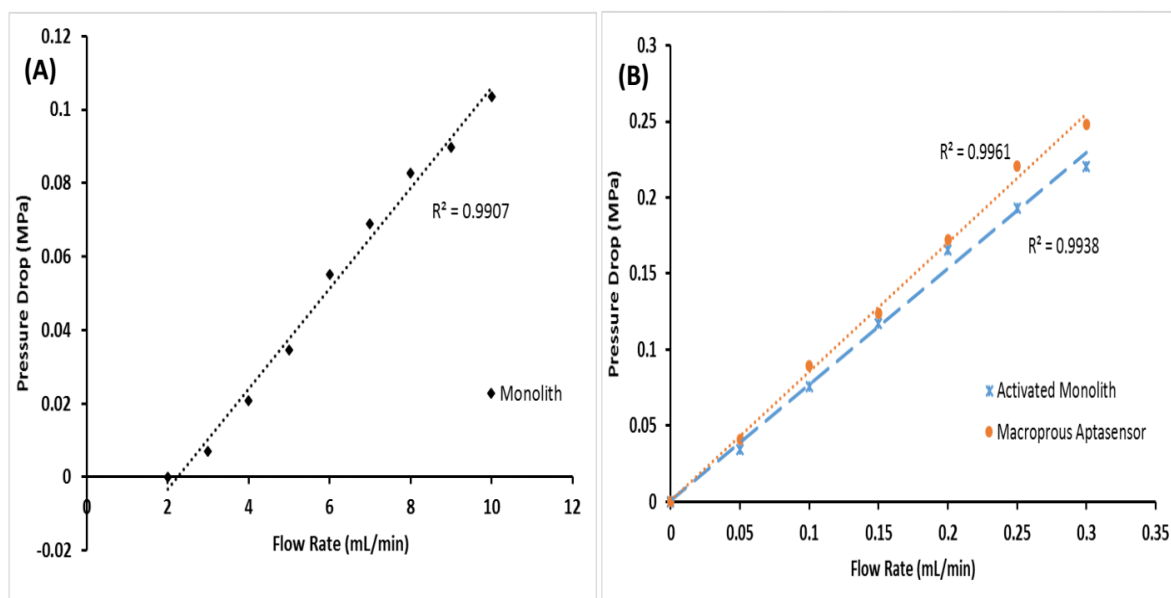 (A)
0.12
0.1
0.08
0.06
0.04
0.02
0
-0.02
Pressure Drop (MPa)
R² = 0.9907
Monolith
0
2
4
6
8
10
12
Flow Rate (mL/min)
(B)
0.3
0.25
0.2
0.15
0.1
0.05
0
Pressure Drop (MPa)
R² = 0.9961
R² = 0.9938
Activated Monolith
Macroprous Aptasensor
0
0.05
0.1
0.15
0.2
0.25
0.3
0.35
Flow Rate (mL/min)